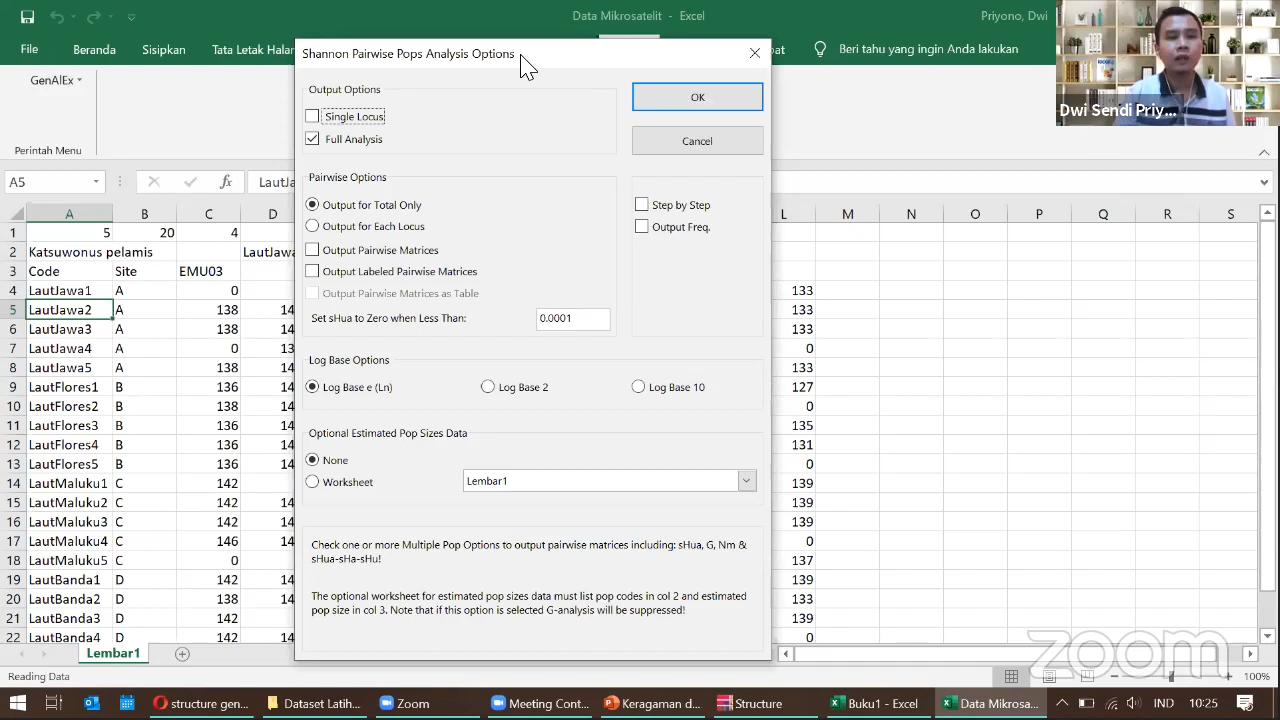 Data Mikrosatelit - Excel
Priyono, Dwi
File Beranda Sisipkan Tata Letak Halar
Beri tahu yang ingin Anda lakukan
Dwi Sendi Priy...
GenAlEx
Perintah Menu
Shannon Pairwise Pops Analysis Options
Output Options
Single Locus
Full Analysis
OK
Cancel
Pairwise Options
Output for Total Only
Output for Each Locus
Output Pairwise Matrices
Output Labeled Pairwise Matrices
Output Pairwise Matrices as Table
Set sHua to Zero when Less Than: 0.0001
Step by Step
Output Freq.
Log Base Options
Log Base e (Ln) Log Base 2 Log Base 10
Optional Estimated Pop Sizes Data
None
Worksheet Lembar1
Check one or more Multiple Pop Options to output pairwise matrices including: sHua, G, Nm &
sHua-sHa-sHu!
The optional worksheet for estimated pop sizes data must list pop codes in col 2 and estimated
pop size in col 3. Note that if this option is selected G-analysis will be suppressed!
A5 fx LautJa
A B C D L M N O P Q R S
1 5 20 4
2 Katsuwonus pelamis LautJawa
3 Code Site EMU03
4 LautJawa1 A 0 133
5 LautJawa2 A 138 14 133
6 LautJawa3 A 138 14 133
7 LautJawa4 A 0 13 0
8 LautJawa5 A 138 14 133
9 LautFlores1 B 136 14 127
10 LautFlores2 B 138 14 0
11 LautFlores3 B 136 14 135
12 LautFlores4 B 136 14 131
13 LautFlores5 B 136 14 0
14 LautMaluku1 C 142 139
15 LautMaluku2 C 142 14 139
16 LautMaluku3 C 142 14 139
17 LautMaluku4 C 146 14 0
18 LautMaluku5 C 0 137
19 LautBanda1 D 142 14 139
20 LautBanda2 D 138 14 133
21 LautBanda3 D 142 139
22 LautBanda4 D 142 14 0
Lembar1
zoom
Reading Data
100%
structure gen... Dataset Latih... Zoom Meeting Cont... Keragaman d... Structure Buku1 - Excel Data Mikrosa... IND 10:25